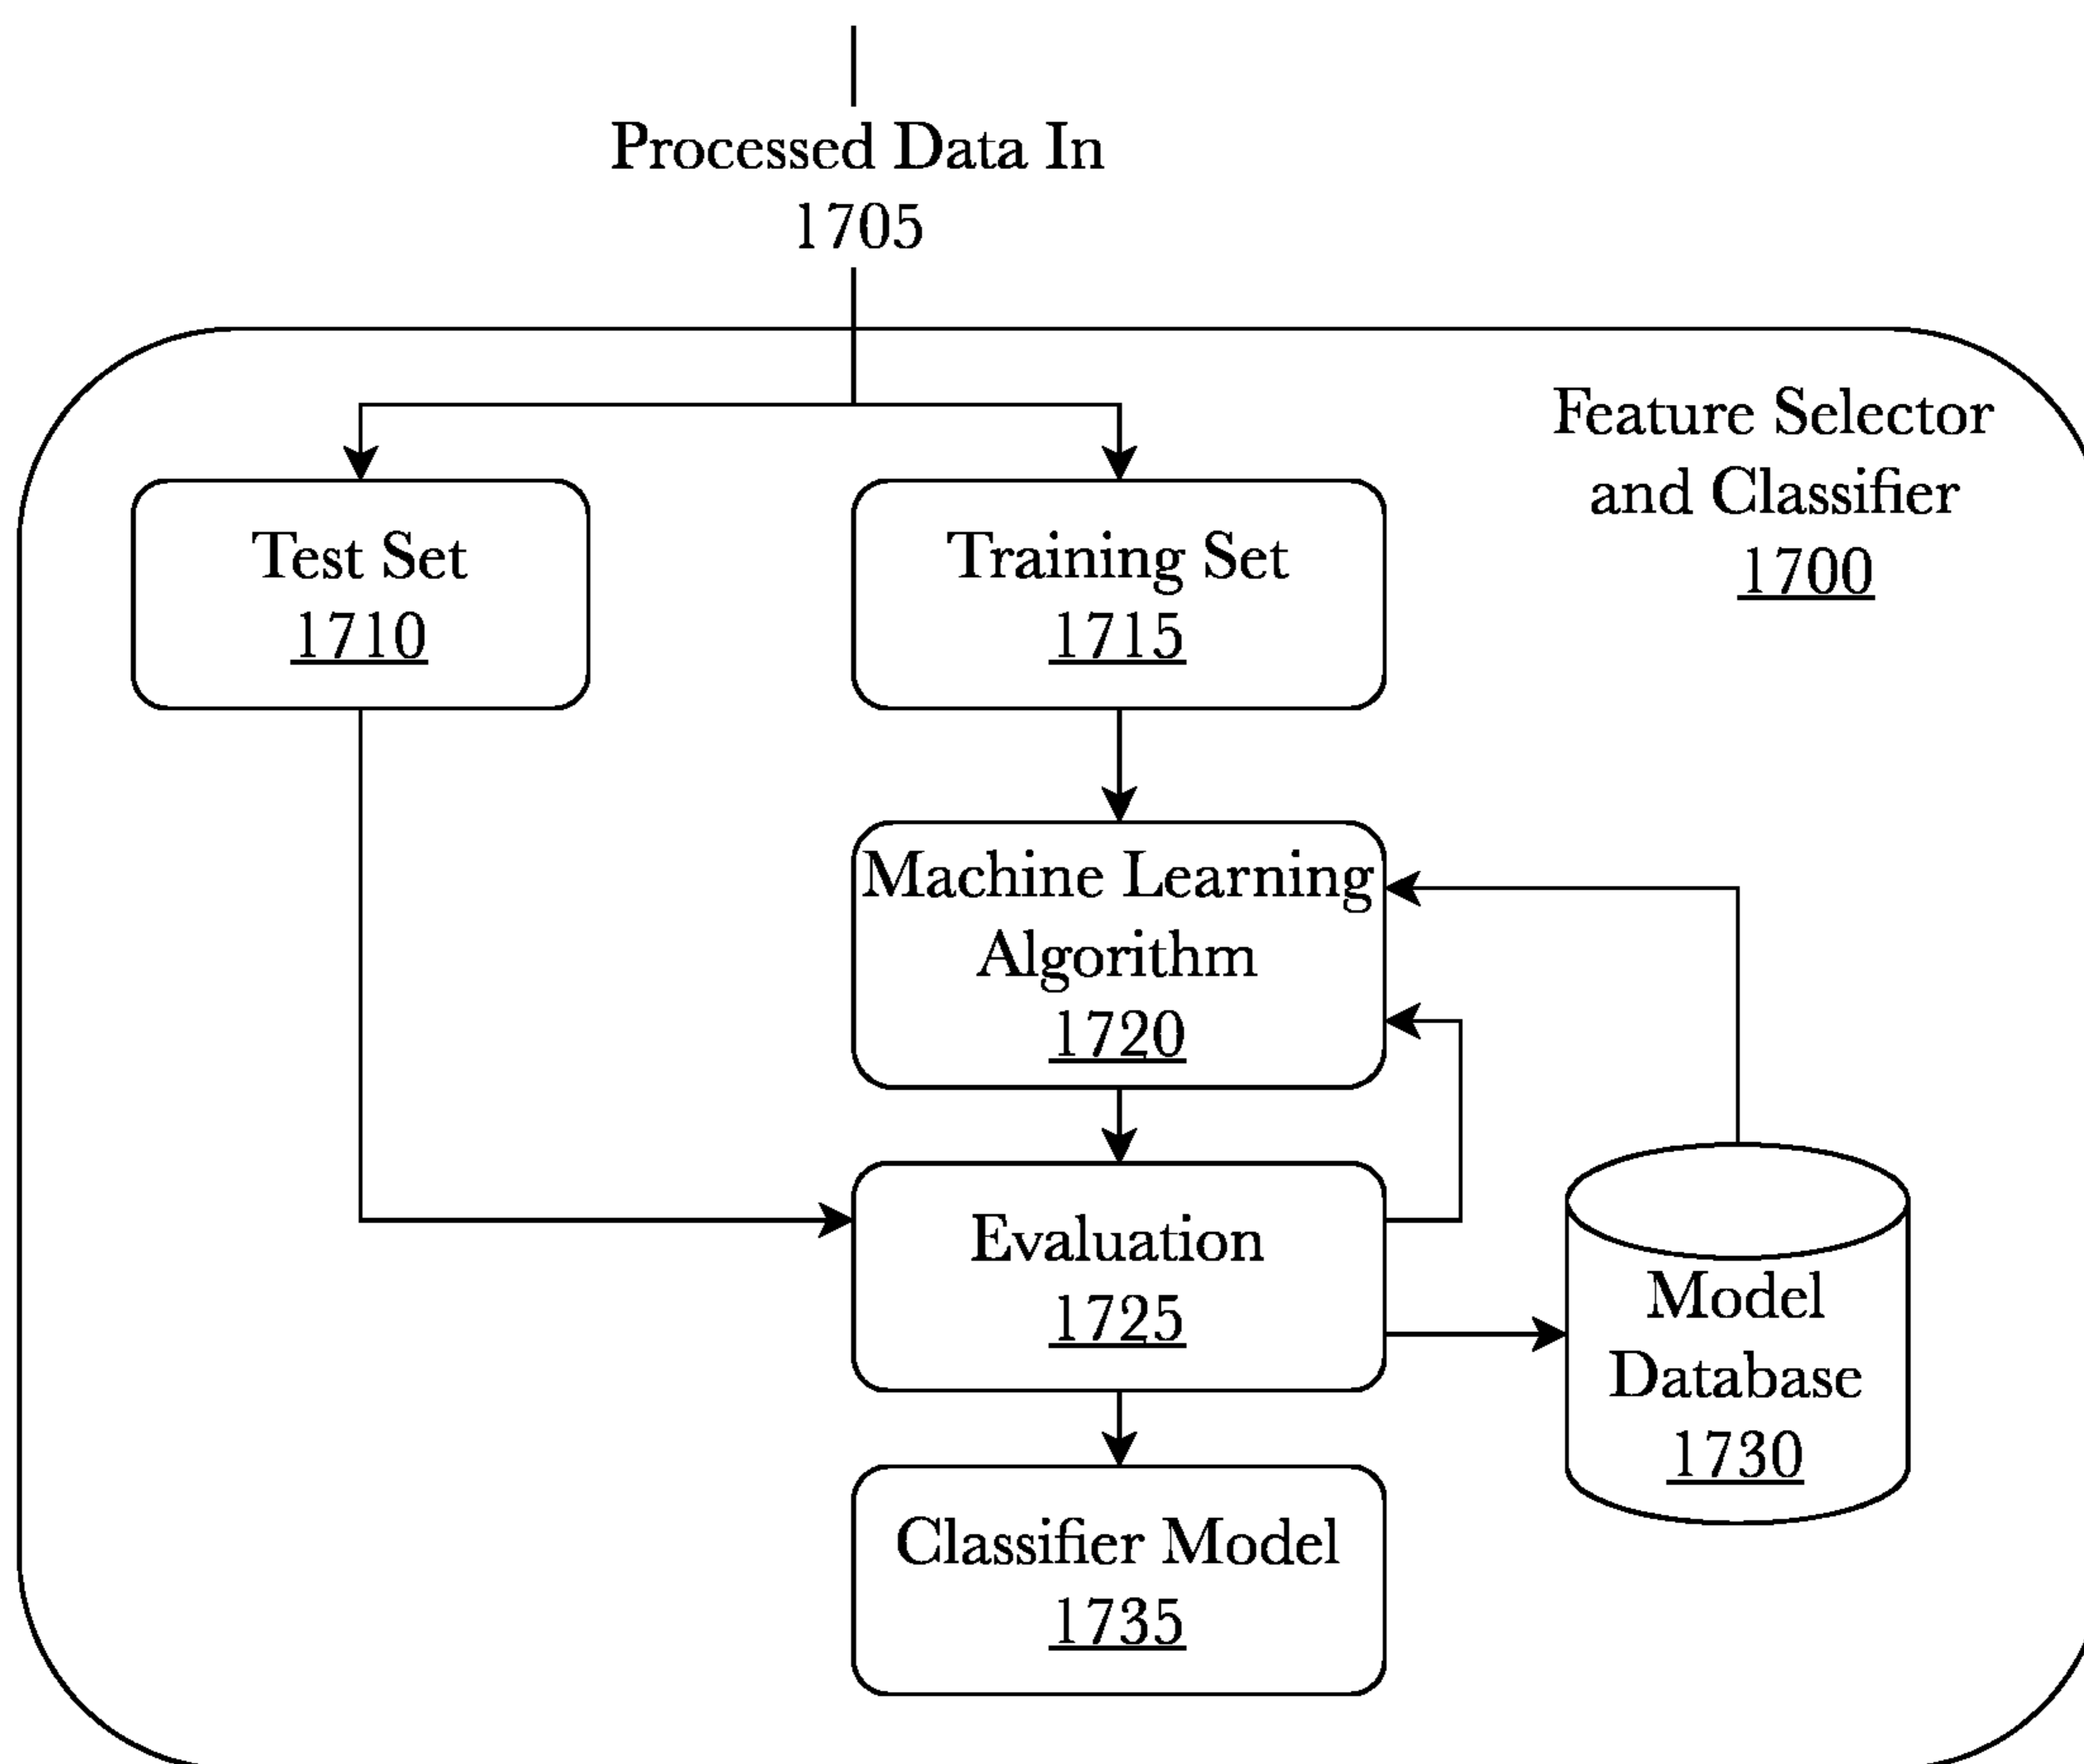 Processed Data In
1705
Feature Selector
and Classifier
1700
Test Set
1710
Training Set
1715
Machine Learning
Algorithm
1720
Evaluation
1725
Model
Database
1730
Classifier Model
1735